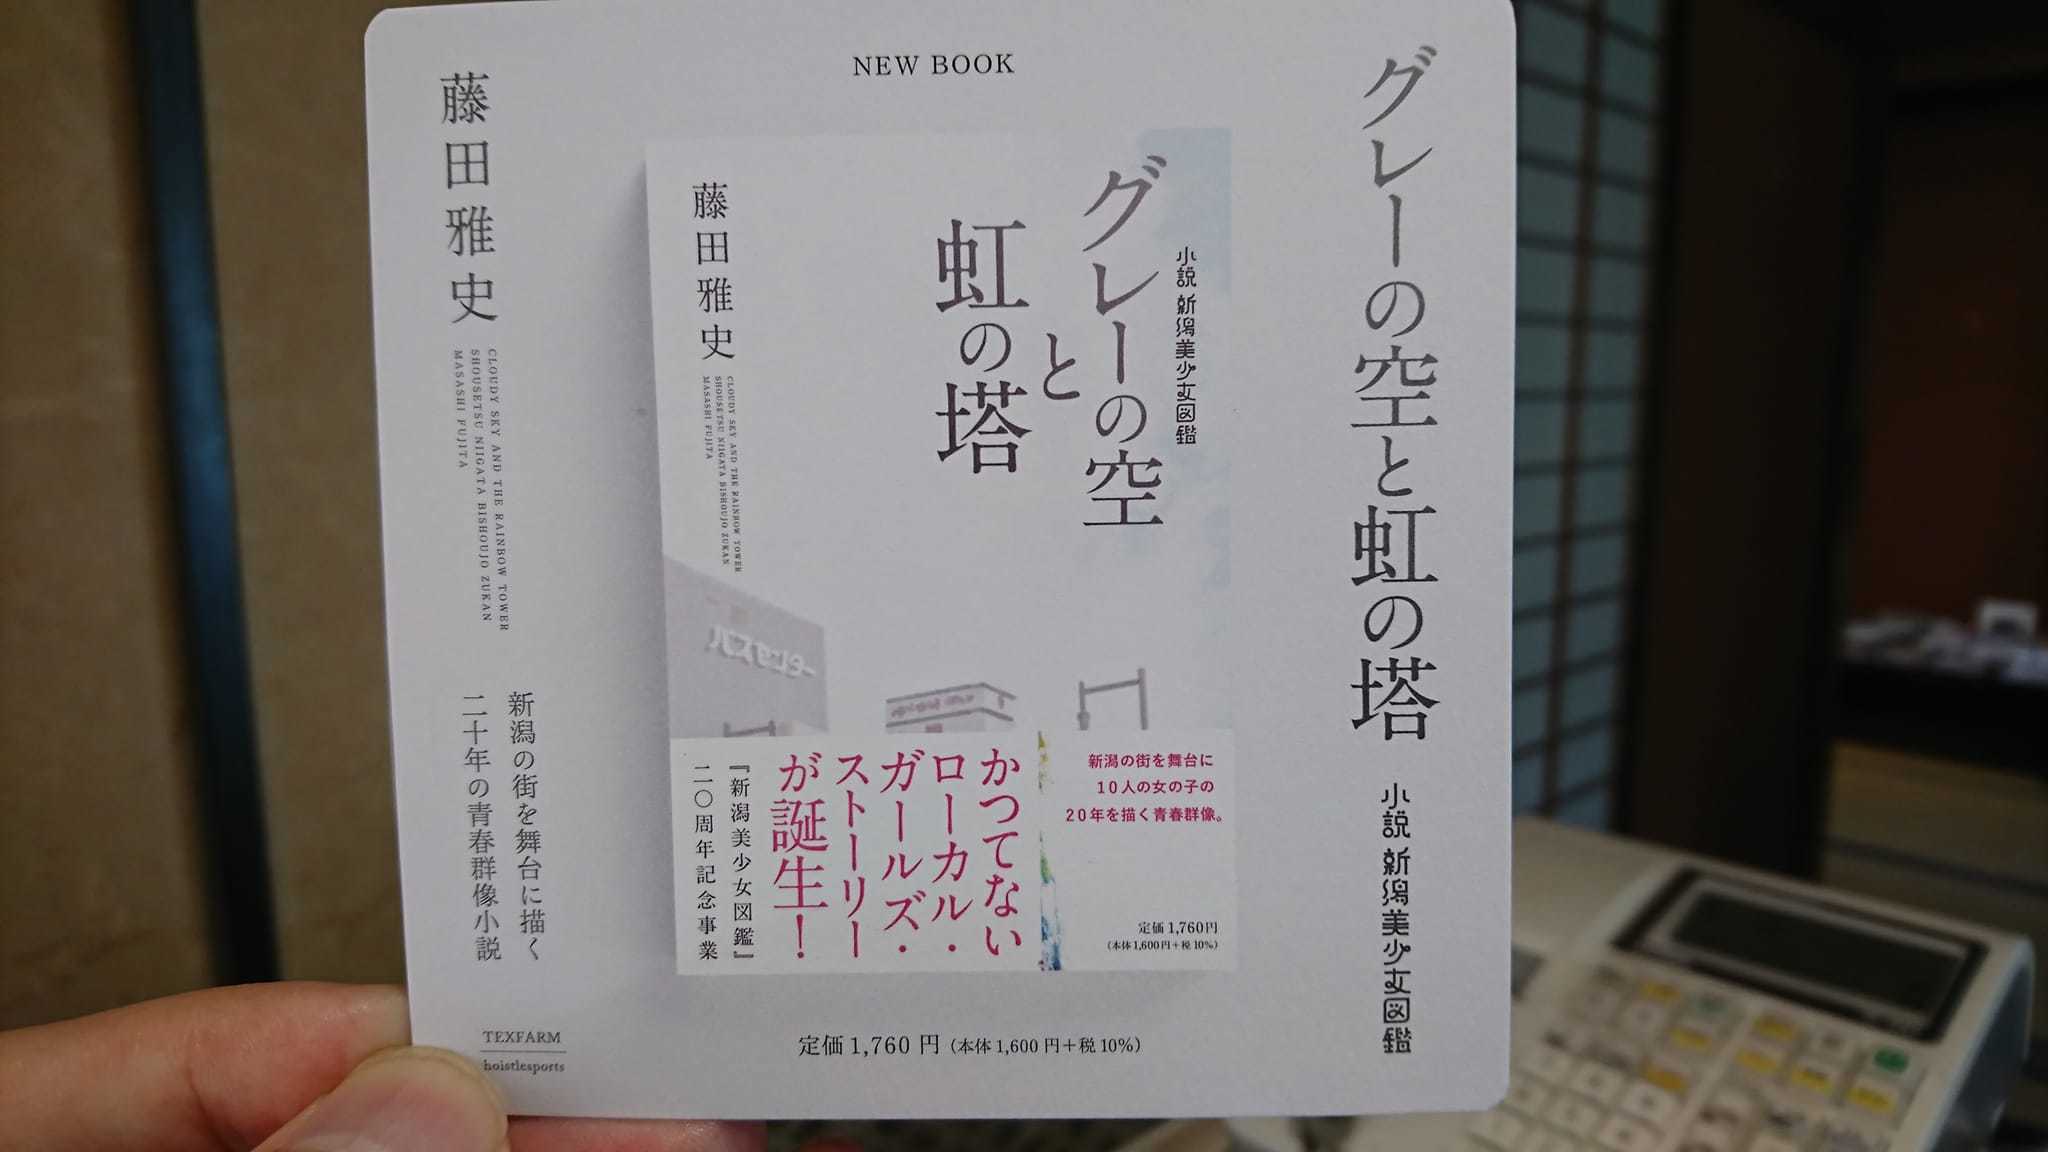 NEW BOOK
グレーの空と虹の塔
小説 新潟美少女図鑑
小説 新潟美少女図鑑
グレーの空
と
虹の塔
藤田雅史
CLOUDY SKY AND THE RAINBOW TOWER
SHOUSETSU NIIGATA BISHOUJO ZUKAN
MASASHI FUJITA
バスセンター
新潟の街を舞台に
10人の女の子の
20年を描く青春群像。
定価1,760円
(本体1,600円+税10%)
かつてない
ローカル・
ガールズ・
ストーリー
が誕生!
『新潟美少女図鑑』
二〇周年記念事業
藤田雅史
CLOUDY SKY AND THE RAINBOW TOWER
SHOUSETSU NIIGATA BISHOUJO ZUKAN
MASASHI FUJITA
新潟の街を舞台に描く
二十年の青春群像小説
TEXFARM
hoistlesports
定価1,760円(本体1,600円+税10%)